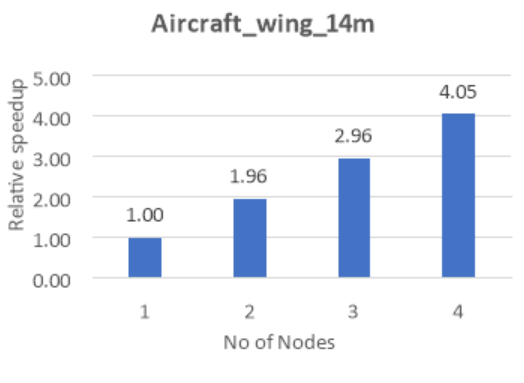 Aircraft_wing_14m
Relative speedup
5.00
4.00
3.00
2.00
1.00
0.00
1.00
1.96
2.96
4.05
1 2 3 4
No of Nodes